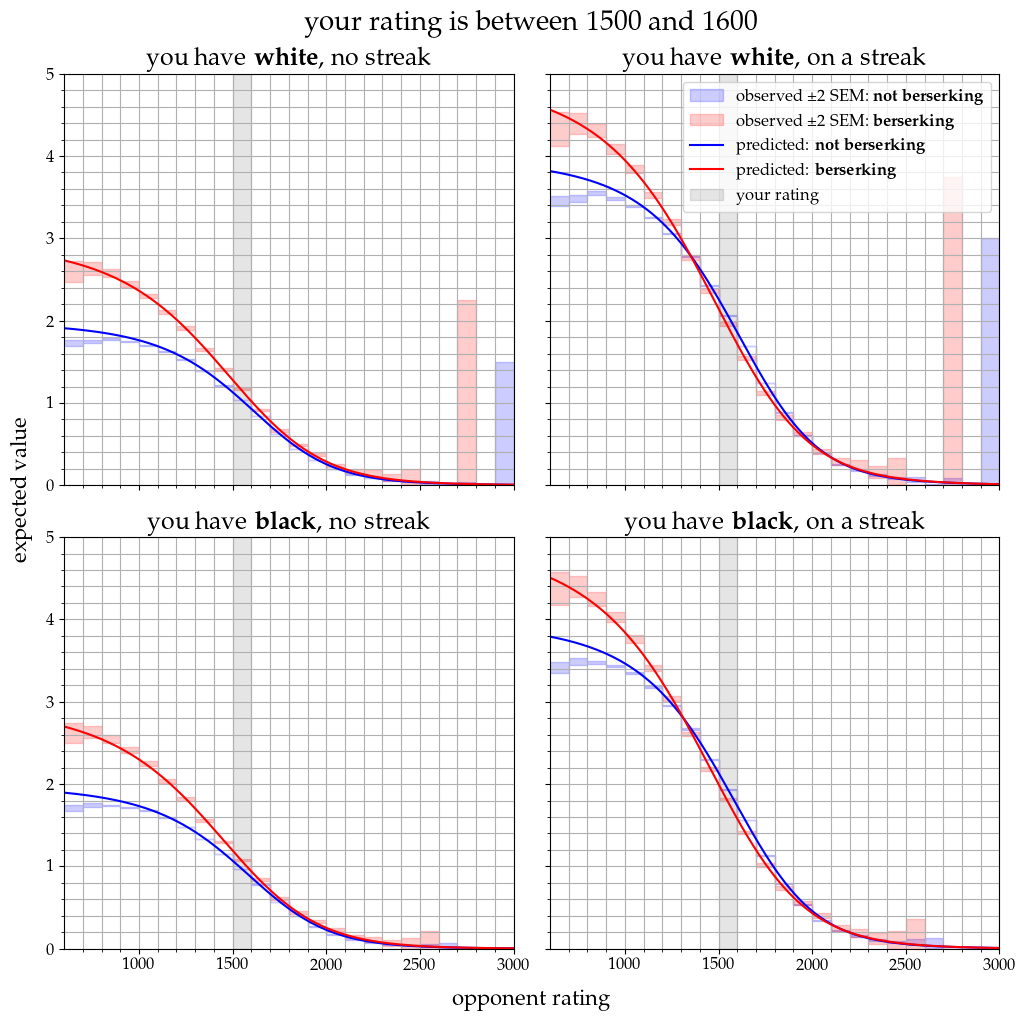 your rating is between 1500 and 1600
you have white, no streak
you have white, on a streak
5
4
3
2
1
0
observed ±2 SEM: not berserking
observed ±2 SEM: berserking
predicted: not berserking
predicted: berserking
your rating
expected value
you have black, no streak
you have black, on a streak
5
4
3
2
1
0
1000 1500 2000 2500 3000
1000 1500 2000 2500 3000
opponent rating